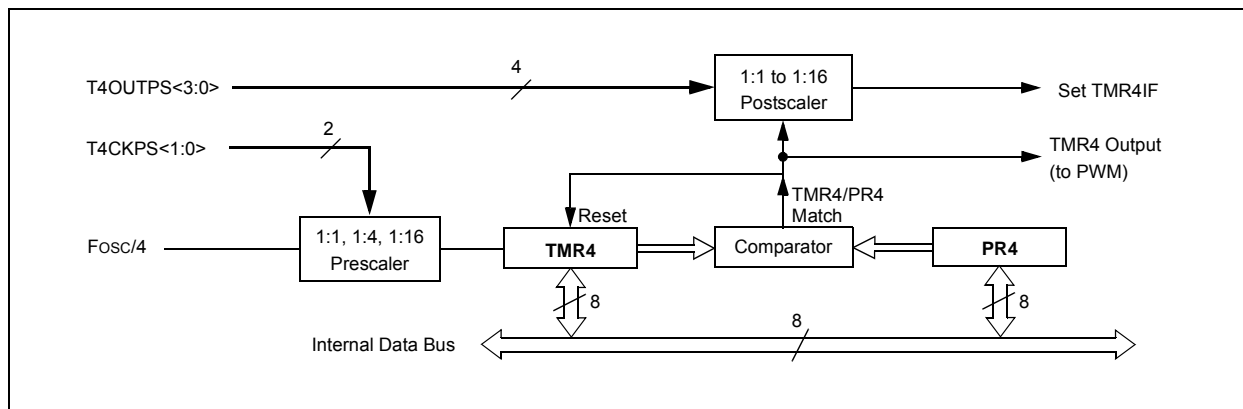 T4OUTPS<3:0>
4
1:1 to 1:16
Postscaler
Set TMR4IF
T4CKPS<1:0>
2
TMR4 Output
(to PWM)
TMR4/PR4
Match
Reset
FOSC/4
1:1, 1:4, 1:16
Prescaler
TMR4
Comparator
PR4
8
8
8
Internal Data Bus